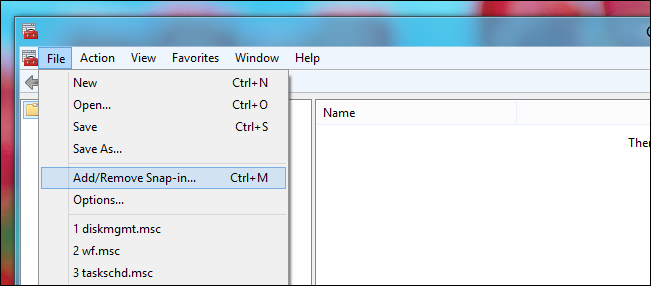 File Action View Favorites Window Help
New Ctrl+N
Open... Ctrl+O
Save Ctrl+S
Save As...
Add/Remove Snap-in... Ctrl+M
Options...
1 diskmgmt.msc
2 wf.msc
3 taskschd.msc
Name